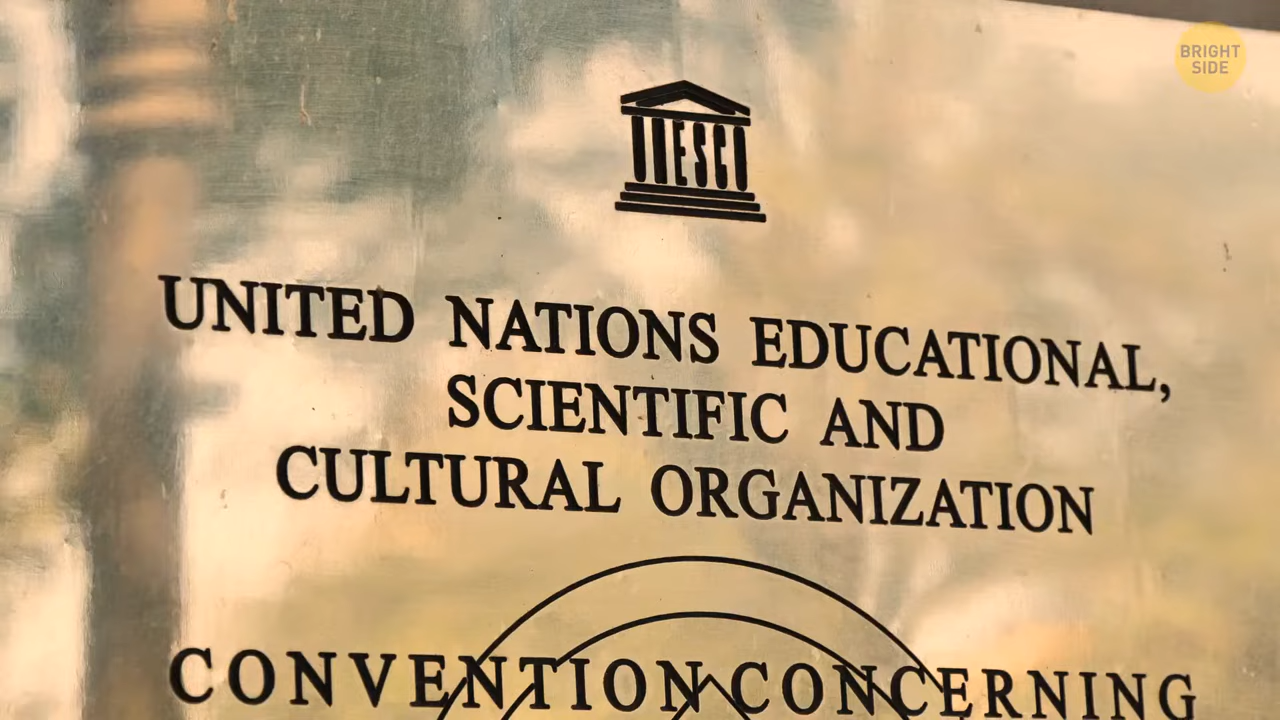 BRIGHT
SIDE
UNESCO
UNITED NATIONS EDUCATIONAL,
SCIENTIFIC AND
CULTURAL ORGANIZATION
CONVENTION CONCERNING